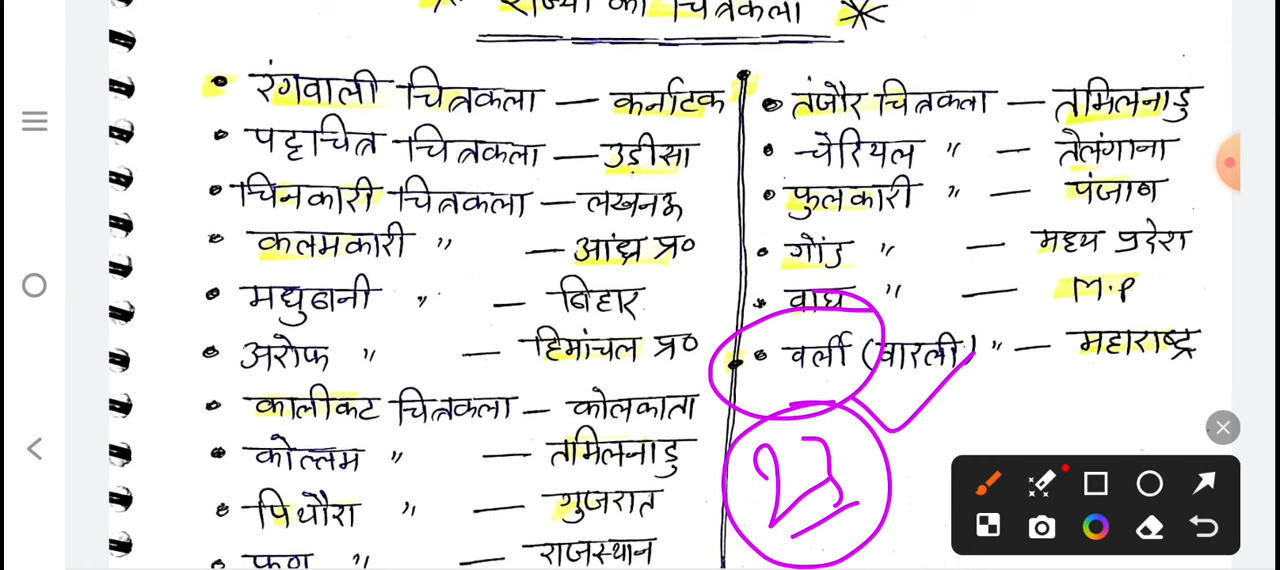 राज्यों की चित्रकला *
• रंगवाली चित्रकला — कर्नाटक
• पट्टाचित चित्रकला — उड़ीसा
• चिनकारी चित्रकला — लखनऊ
• कलमकारी " — आंध्र प्र०
• मधुबनी " — बिहार
• अरोफ " — हिमांचल प्र०
• कालीकट चित्रकला — कोलकाता
• कोल्लम " — तमिलनाडु
• पिथौरा " — गुजरात
" — राजस्थान
• तंजौर चित्रकला — तमिलनाडु
• चेरियल " — तेलंगाना
• फुलकारी " — पंजाब
• गोंड " — मध्य प्रदेश
• वाघ " — M.P
• वर्ली (वारली) " — महाराष्ट्र
23